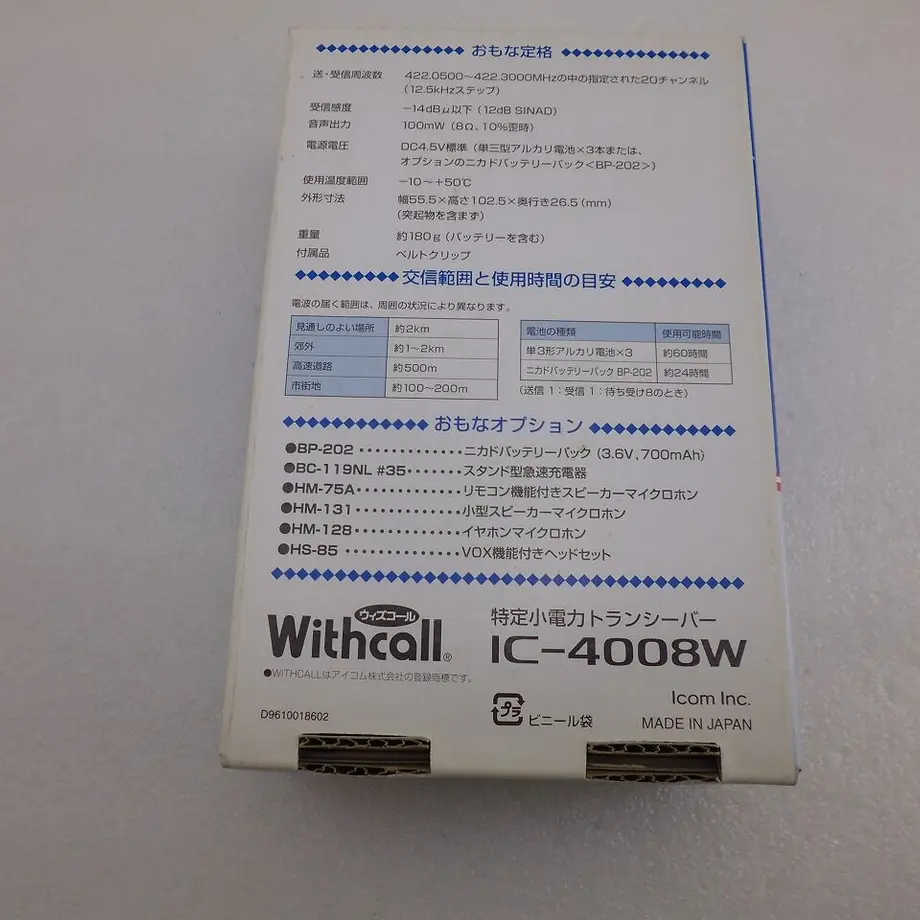 おもな定格
送・受信周波数 422.0500～422.3000MHzの中の指定された20チャンネル
(12.5kHzステップ)
受信感度 −14dBμ以下 (12dB SINAD)
音声出力 100mW (8Ω、10%歪時)
電源電圧 DC4.5V標準 (単三型アルカリ電池×3本または、
オプションのニカドバッテリーパック<BP-202>)
使用温度範囲 −10～+50℃
外形寸法 幅55.5×高さ102.5×奥行き26.5 (mm)
(突起物を含まず)
重量 約180g (バッテリーを含む)
付属品 ベルトクリップ
交信範囲と使用時間の目安
電波の届く範囲は、周囲の状況により異なります。
見通しのよい場所 約2km
郊外 約1～2km
高速道路 約500m
市街地 約100～200m
電池の種類 使用可能時間
単3形アルカリ電池×3 約60時間
ニカドバッテリーパック BP-202 約24時間
(送信 1：受信 1：待ち受け8のとき)
おもなオプション
●BP-202 ・・・・・・・・・・・・ニカドバッテリーパック (3.6V,700mAh)
●BC-119NL #35・・・・・・スタンド型急速充電器
●HM-75A・・・・・・・・・・・・リモコン機能付きスピーカーマイクロホン
●HM-131・・・・・・・・・・・・小型スピーカーマイクロホン
●HM-128・・・・・・・・・・・・イヤホンマイクロホン
●HS-85 ・・・・・・・・・・・・・VOX機能付きヘッドセット
ウィズコール
Withcall®
●WITHCALLはアイコム株式会社の登録商標です。
D9610018602
特定小電力トランシーバー
IC-4008W
Icom Inc.
プラ ビニール袋
MADE IN JAPAN